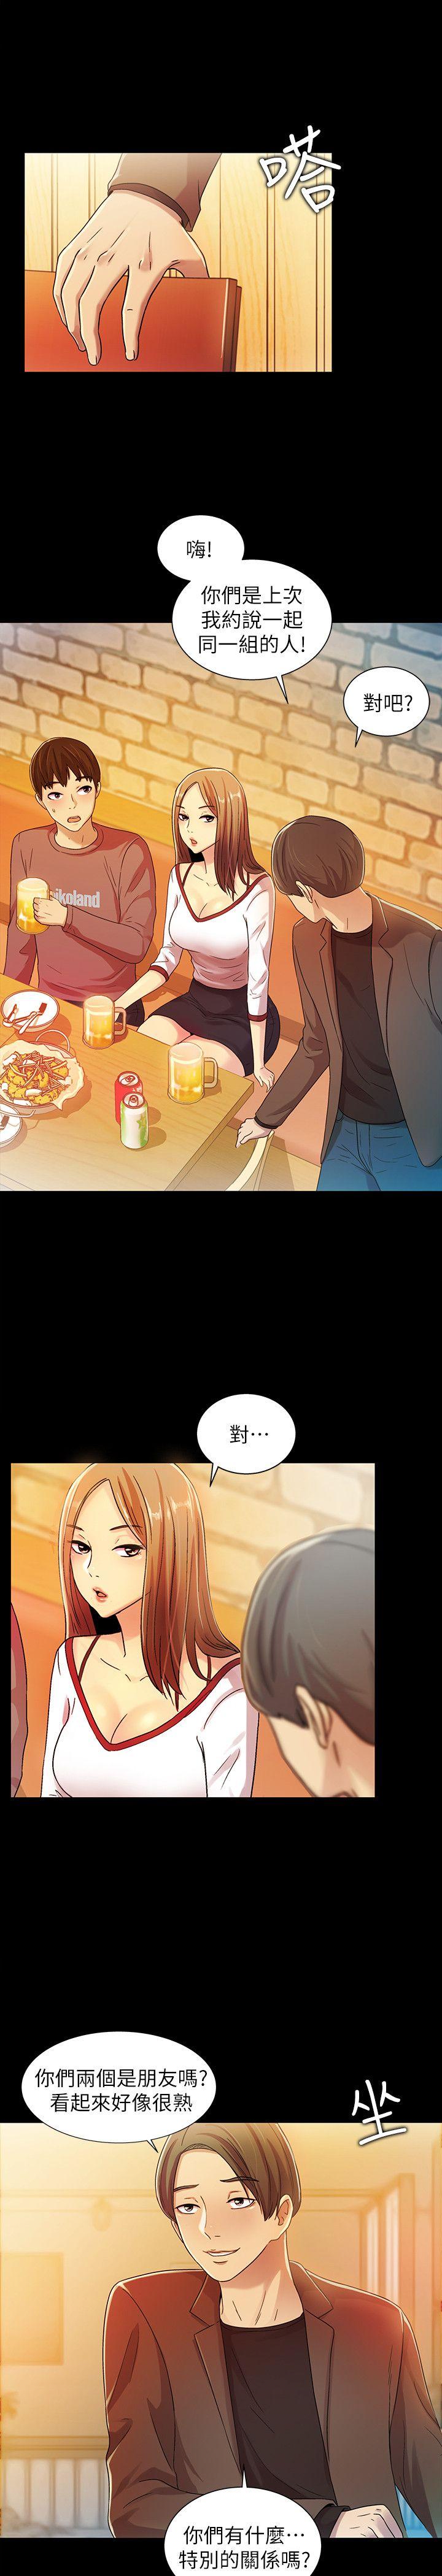 嗒
嗨!
你們是上次
我約說一起
同一組的人!
對吧?
nikoland
對⋯
你們兩個是朋友嗎?
看起來好像很熟
坐
你們有什麼⋯
特別的關係嗎?